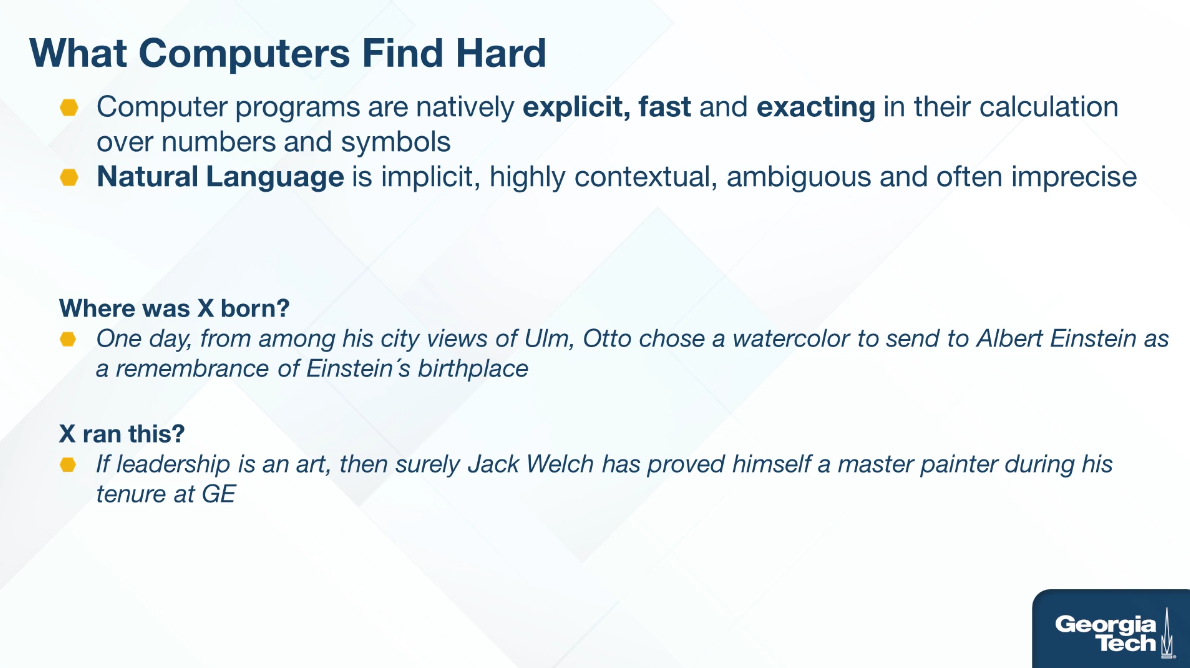 What Computers Find Hard
Computer programs are natively explicit, fast and exacting in their calculation
over numbers and symbols
Natural Language is implicit, highly contextual, ambiguous and often imprecise
Where was X born?
One day, from among his city views of Ulm, Otto chose a watercolor to send to Albert Einstein as
a remembrance of Einstein´s birthplace
X ran this?
If leadership is an art, then surely Jack Welch has proved himself a master painter during his
tenure at GE
Georgia
Tech